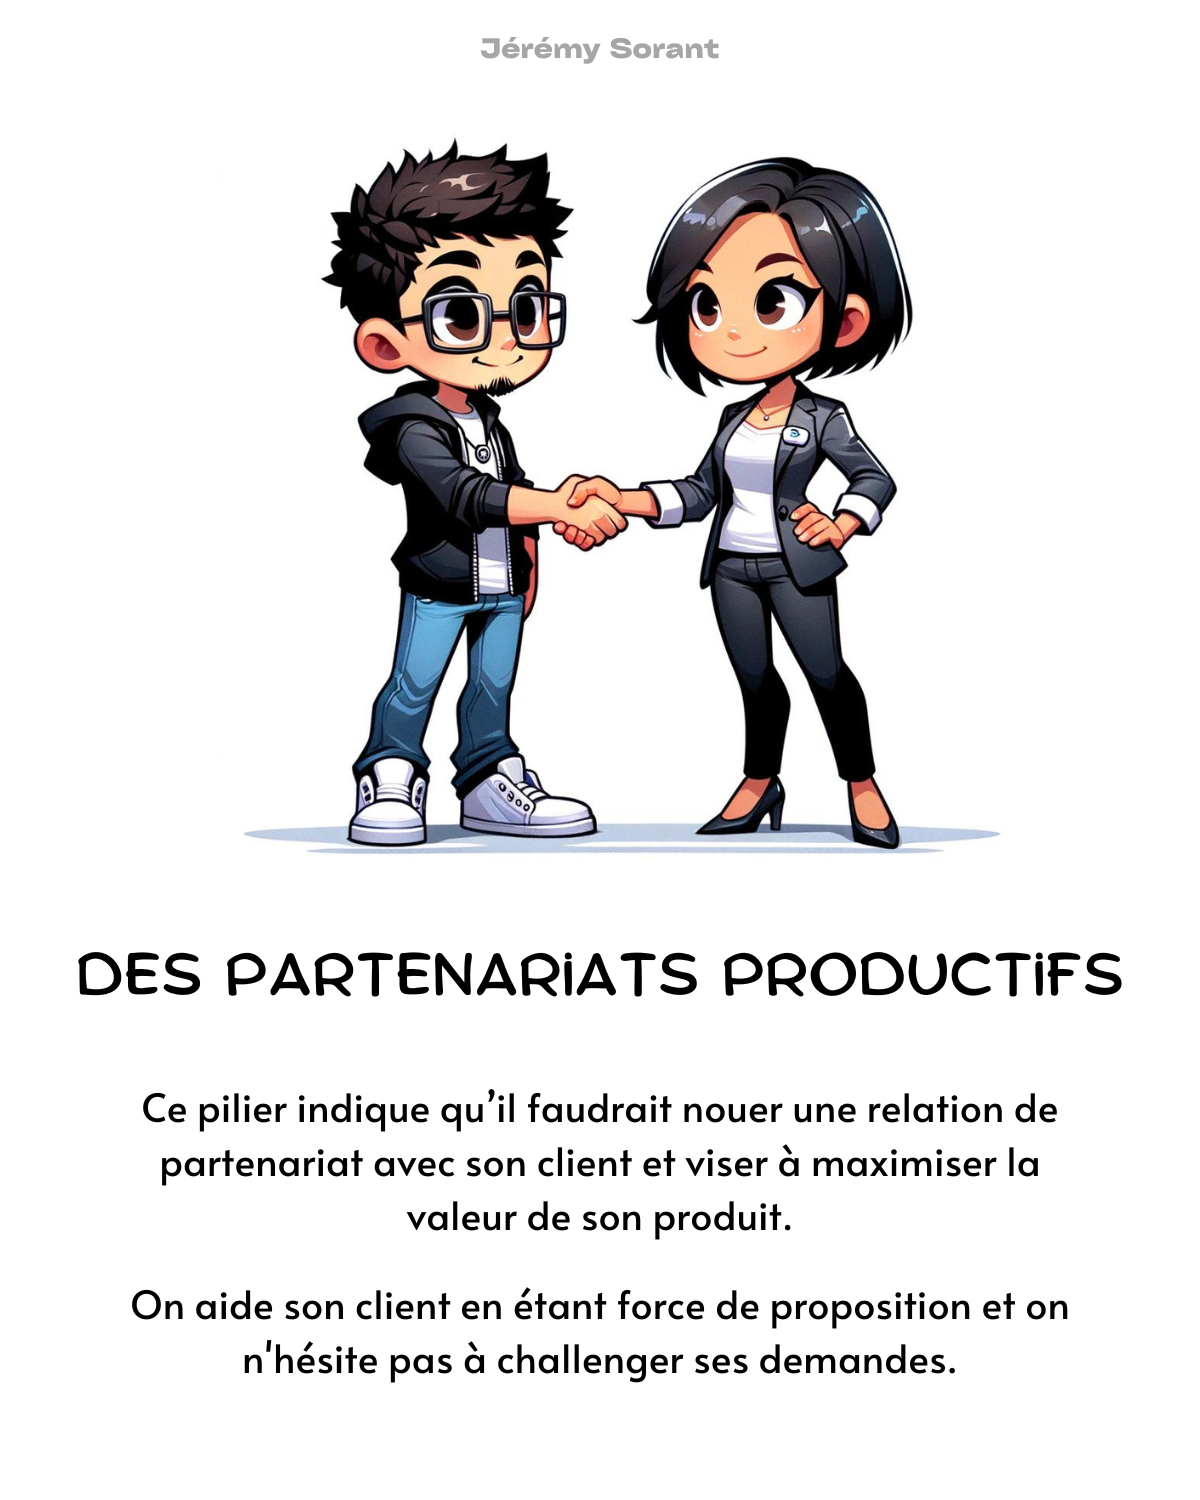 Jérémy Sorant
DES PARTENARiATS PRODUCTiFS
Ce pilier indique qu’il faudrait nouer une relation de
partenariat avec son client et viser à maximiser la
valeur de son produit.
On aide son client en étant force de proposition et on
n'hésite pas à challenger ses demandes.